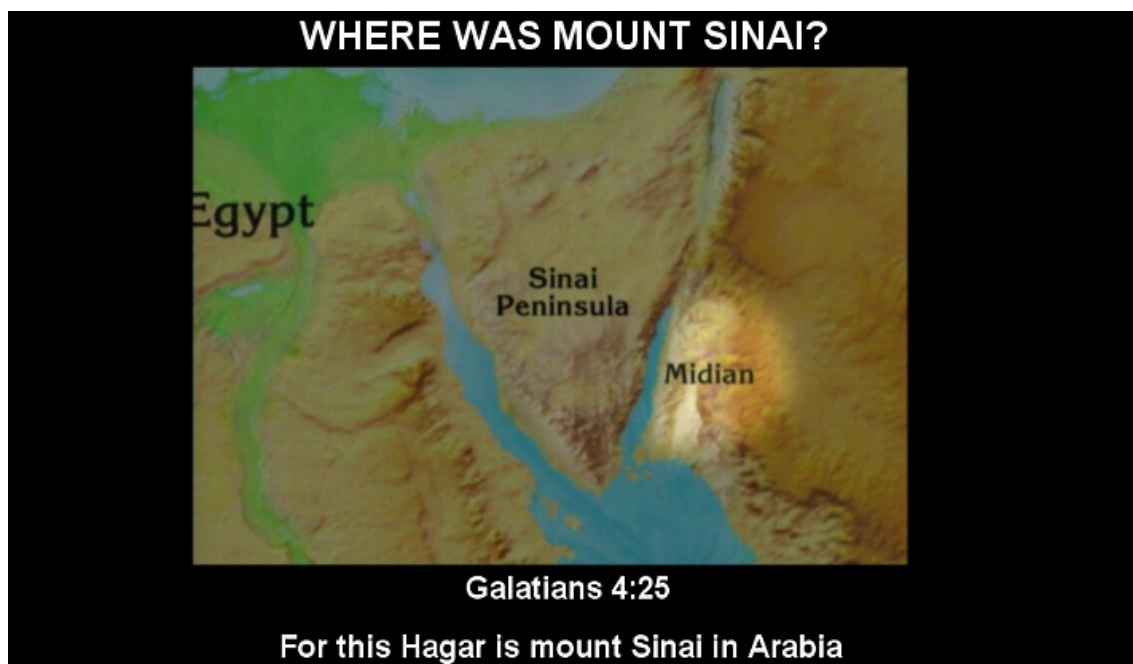 WHERE WAS MOUNT SINAI?
Egypt
Sinai
Peninsula
Midian
Galatians 4:25
For this Hagar is mount Sinai in Arabia